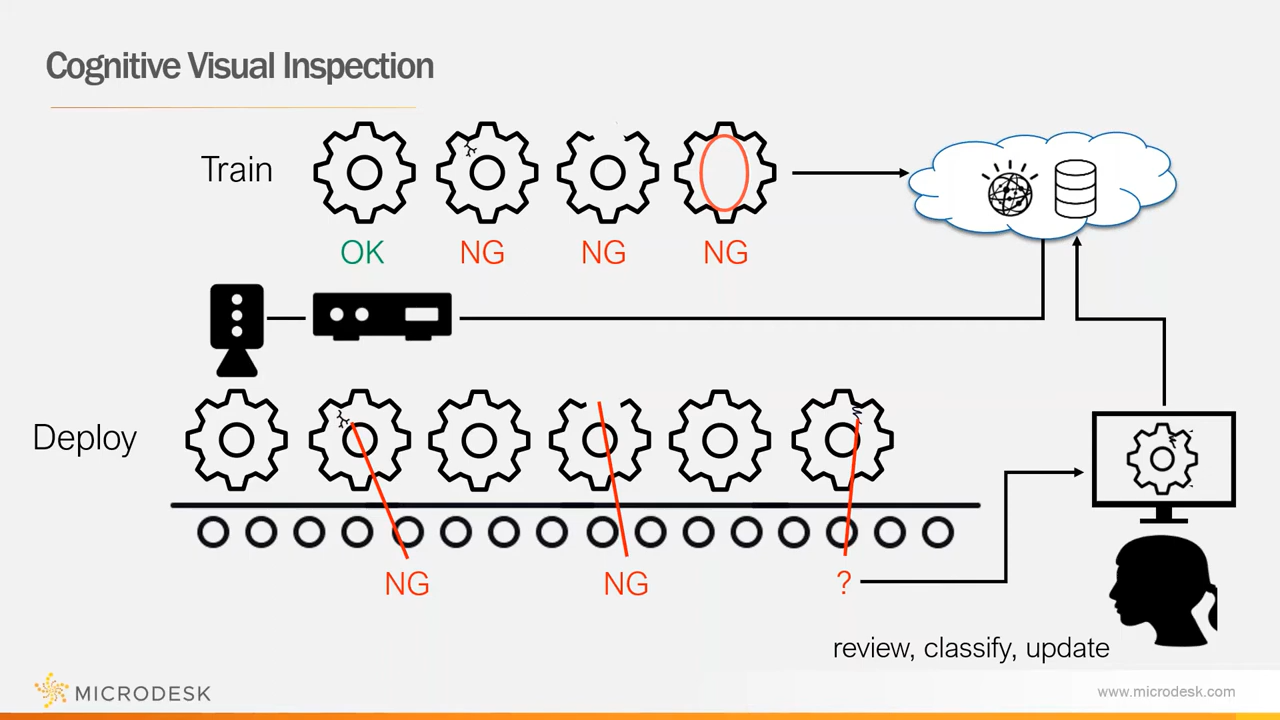 Cognitive Visual Inspection
Train
OK
NG
NG
NG
Deploy
NG
NG
?
review, classify, update
MICRODESK
www.microdesk.com